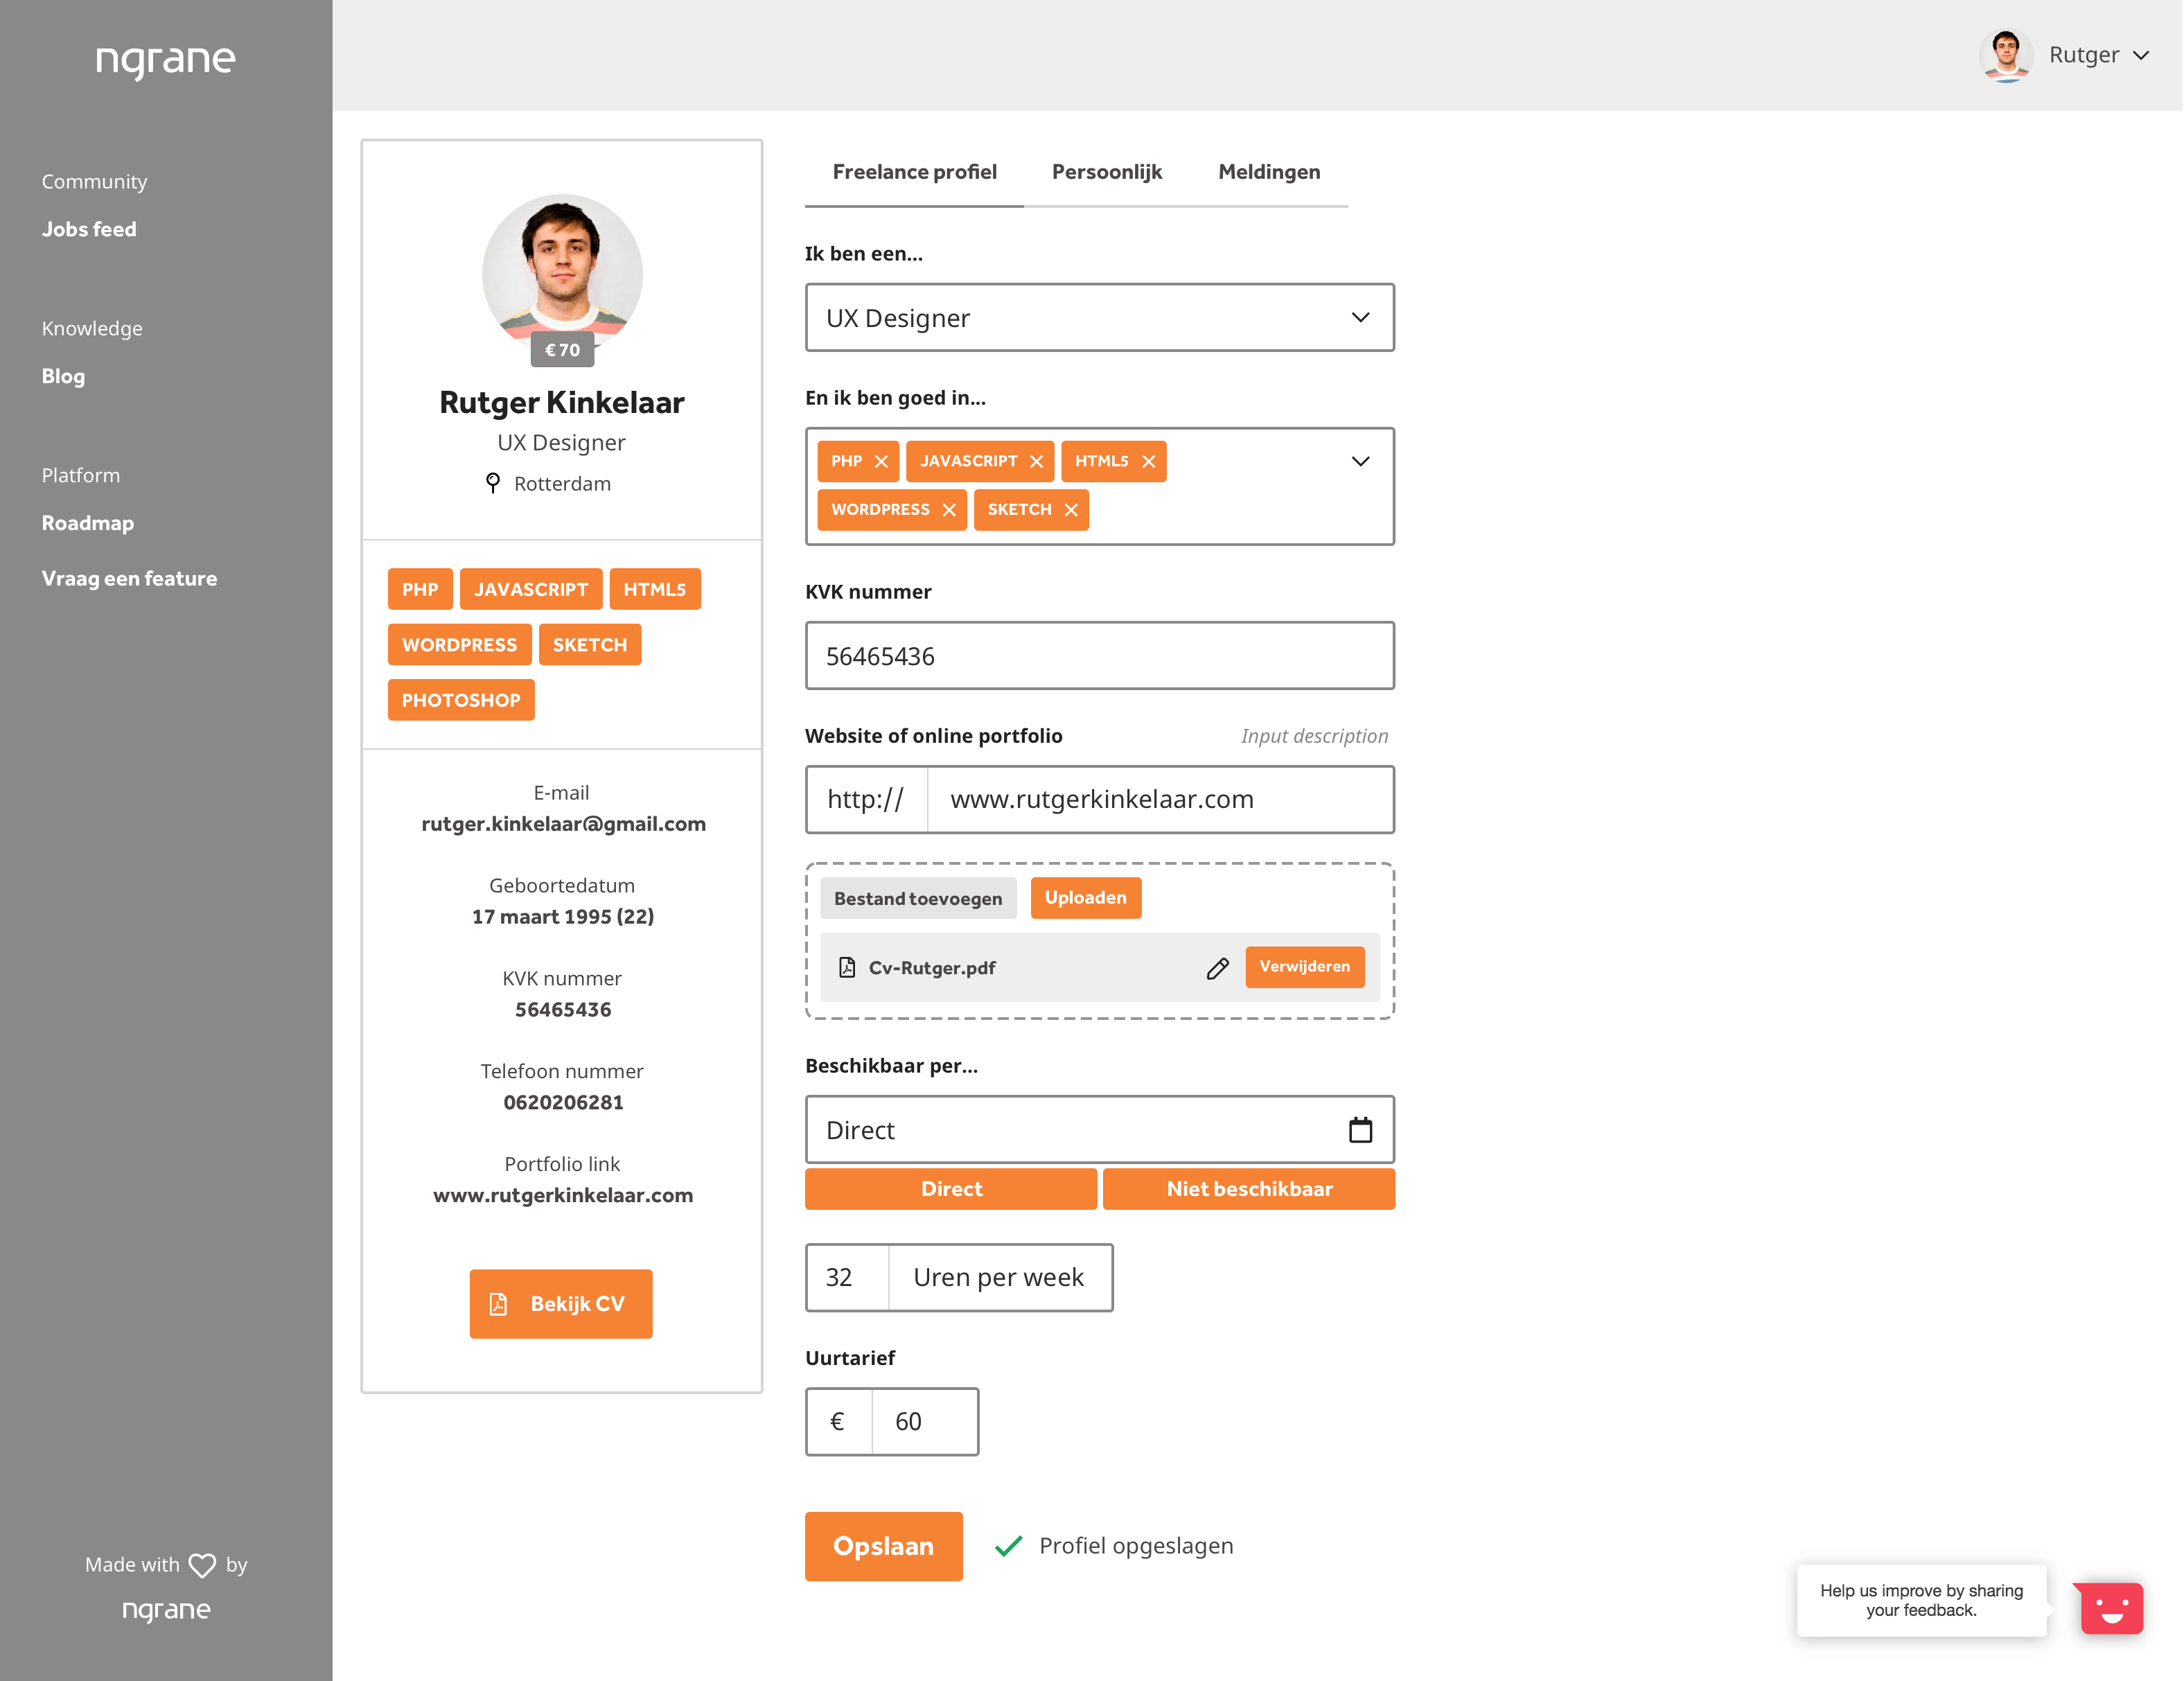 ngrane
Community
Jobs feed
Knowledge
Blog
Platform
Roadmap
Vraag een feature
Made with by
ngrane
Rutger
€ 70
Rutger Kinkelaar
UX Designer
Rotterdam
PHP JAVASCRIPT HTML5
WORDPRESS SKETCH
PHOTOSHOP
E-mail
rutger.kinkelaar@gmail.com
Geboortedatum
17 maart 1995 (22)
KVK nummer
56465436
Telefoon nummer
0620206281
Portfolio link
www.rutgerkinkelaar.com
Bekijk CV
Freelance profiel Persoonlijk Meldingen
Ik ben een...
UX Designer
En ik ben goed in...
PHP JAVASCRIPT HTML5
WORDPRESS SKETCH
KVK nummer
56465436
Website of online portfolio Input description
http:// www.rutgerkinkelaar.com
Bestand toevoegen Uploaden
Cv-Rutger.pdf Verwijderen
Beschikbaar per...
Direct
Direct Niet beschikbaar
32 Uren per week
Uurtarief
€ 60
Opslaan Profiel opgeslagen
Help us improve by sharing
your feedback.